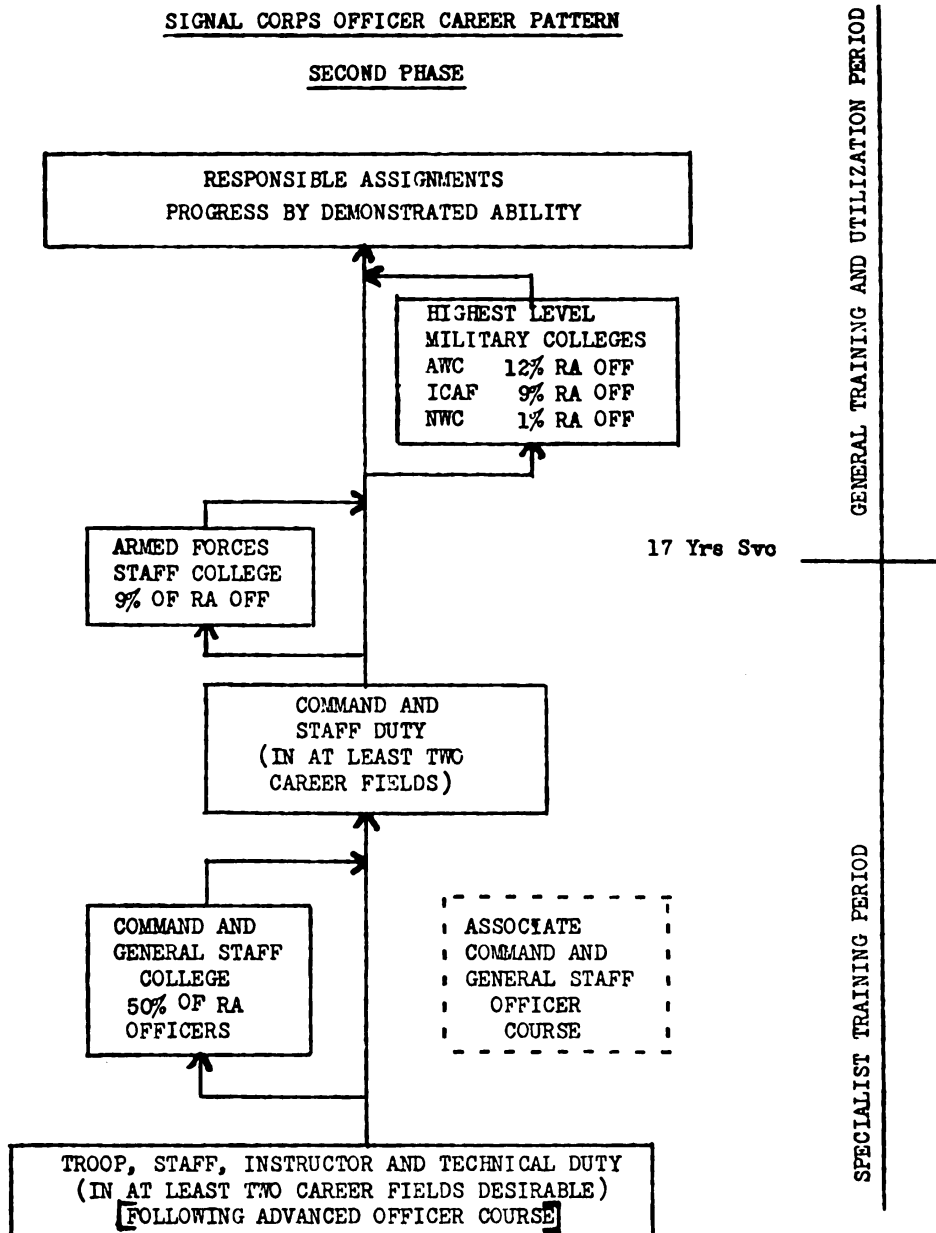 SIGNAL CORPS OFFICER CAREER PATTERN
SECOND PHASE
RESPONSIBLE ASSIGNMENTS
PROGRESS BY DEMONSTRATED ABILITY
HIGHEST LEVEL
MILITARY COLLEGES
AWC 12% RA OFF
ICAF 9% RA OFF
NWC 1% RA OFF
ARMED FORCES
STAFF COLLEGE
9% OF RA OFF
17 Yrs Svc
COMMAND AND
STAFF DUTY
(IN AT LEAST TWO
CAREER FIELDS)
COMMAND AND
GENERAL STAFF
COLLEGE
50% OF RA
OFFICERS
ASSOCIATE
COMMAND AND
GENERAL STAFF
OFFICER
COURSE
TROOP, STAFF, INSTRUCTOR AND TECHNICAL DUTY
(IN AT LEAST TWO CAREER FIELDS DESIRABLE)
[FOLLOWING ADVANCED OFFICER COURSE]
GENERAL TRAINING AND UTILIZATION PERIOD
SPECIALIST TRAINING PERIOD